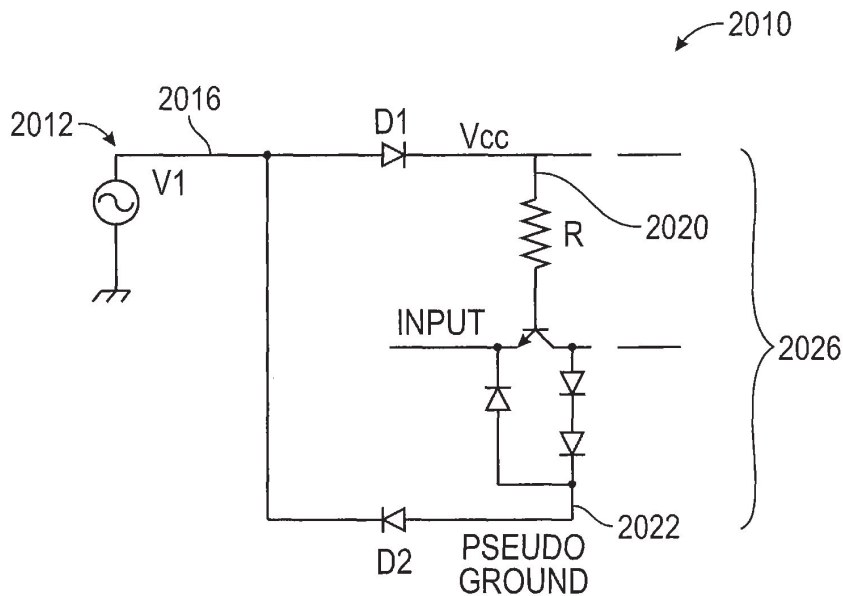 2010
2016
2012
D1
Vcc
V1
2020
R
INPUT
2026
2022
D2
PSEUDO
GROUND